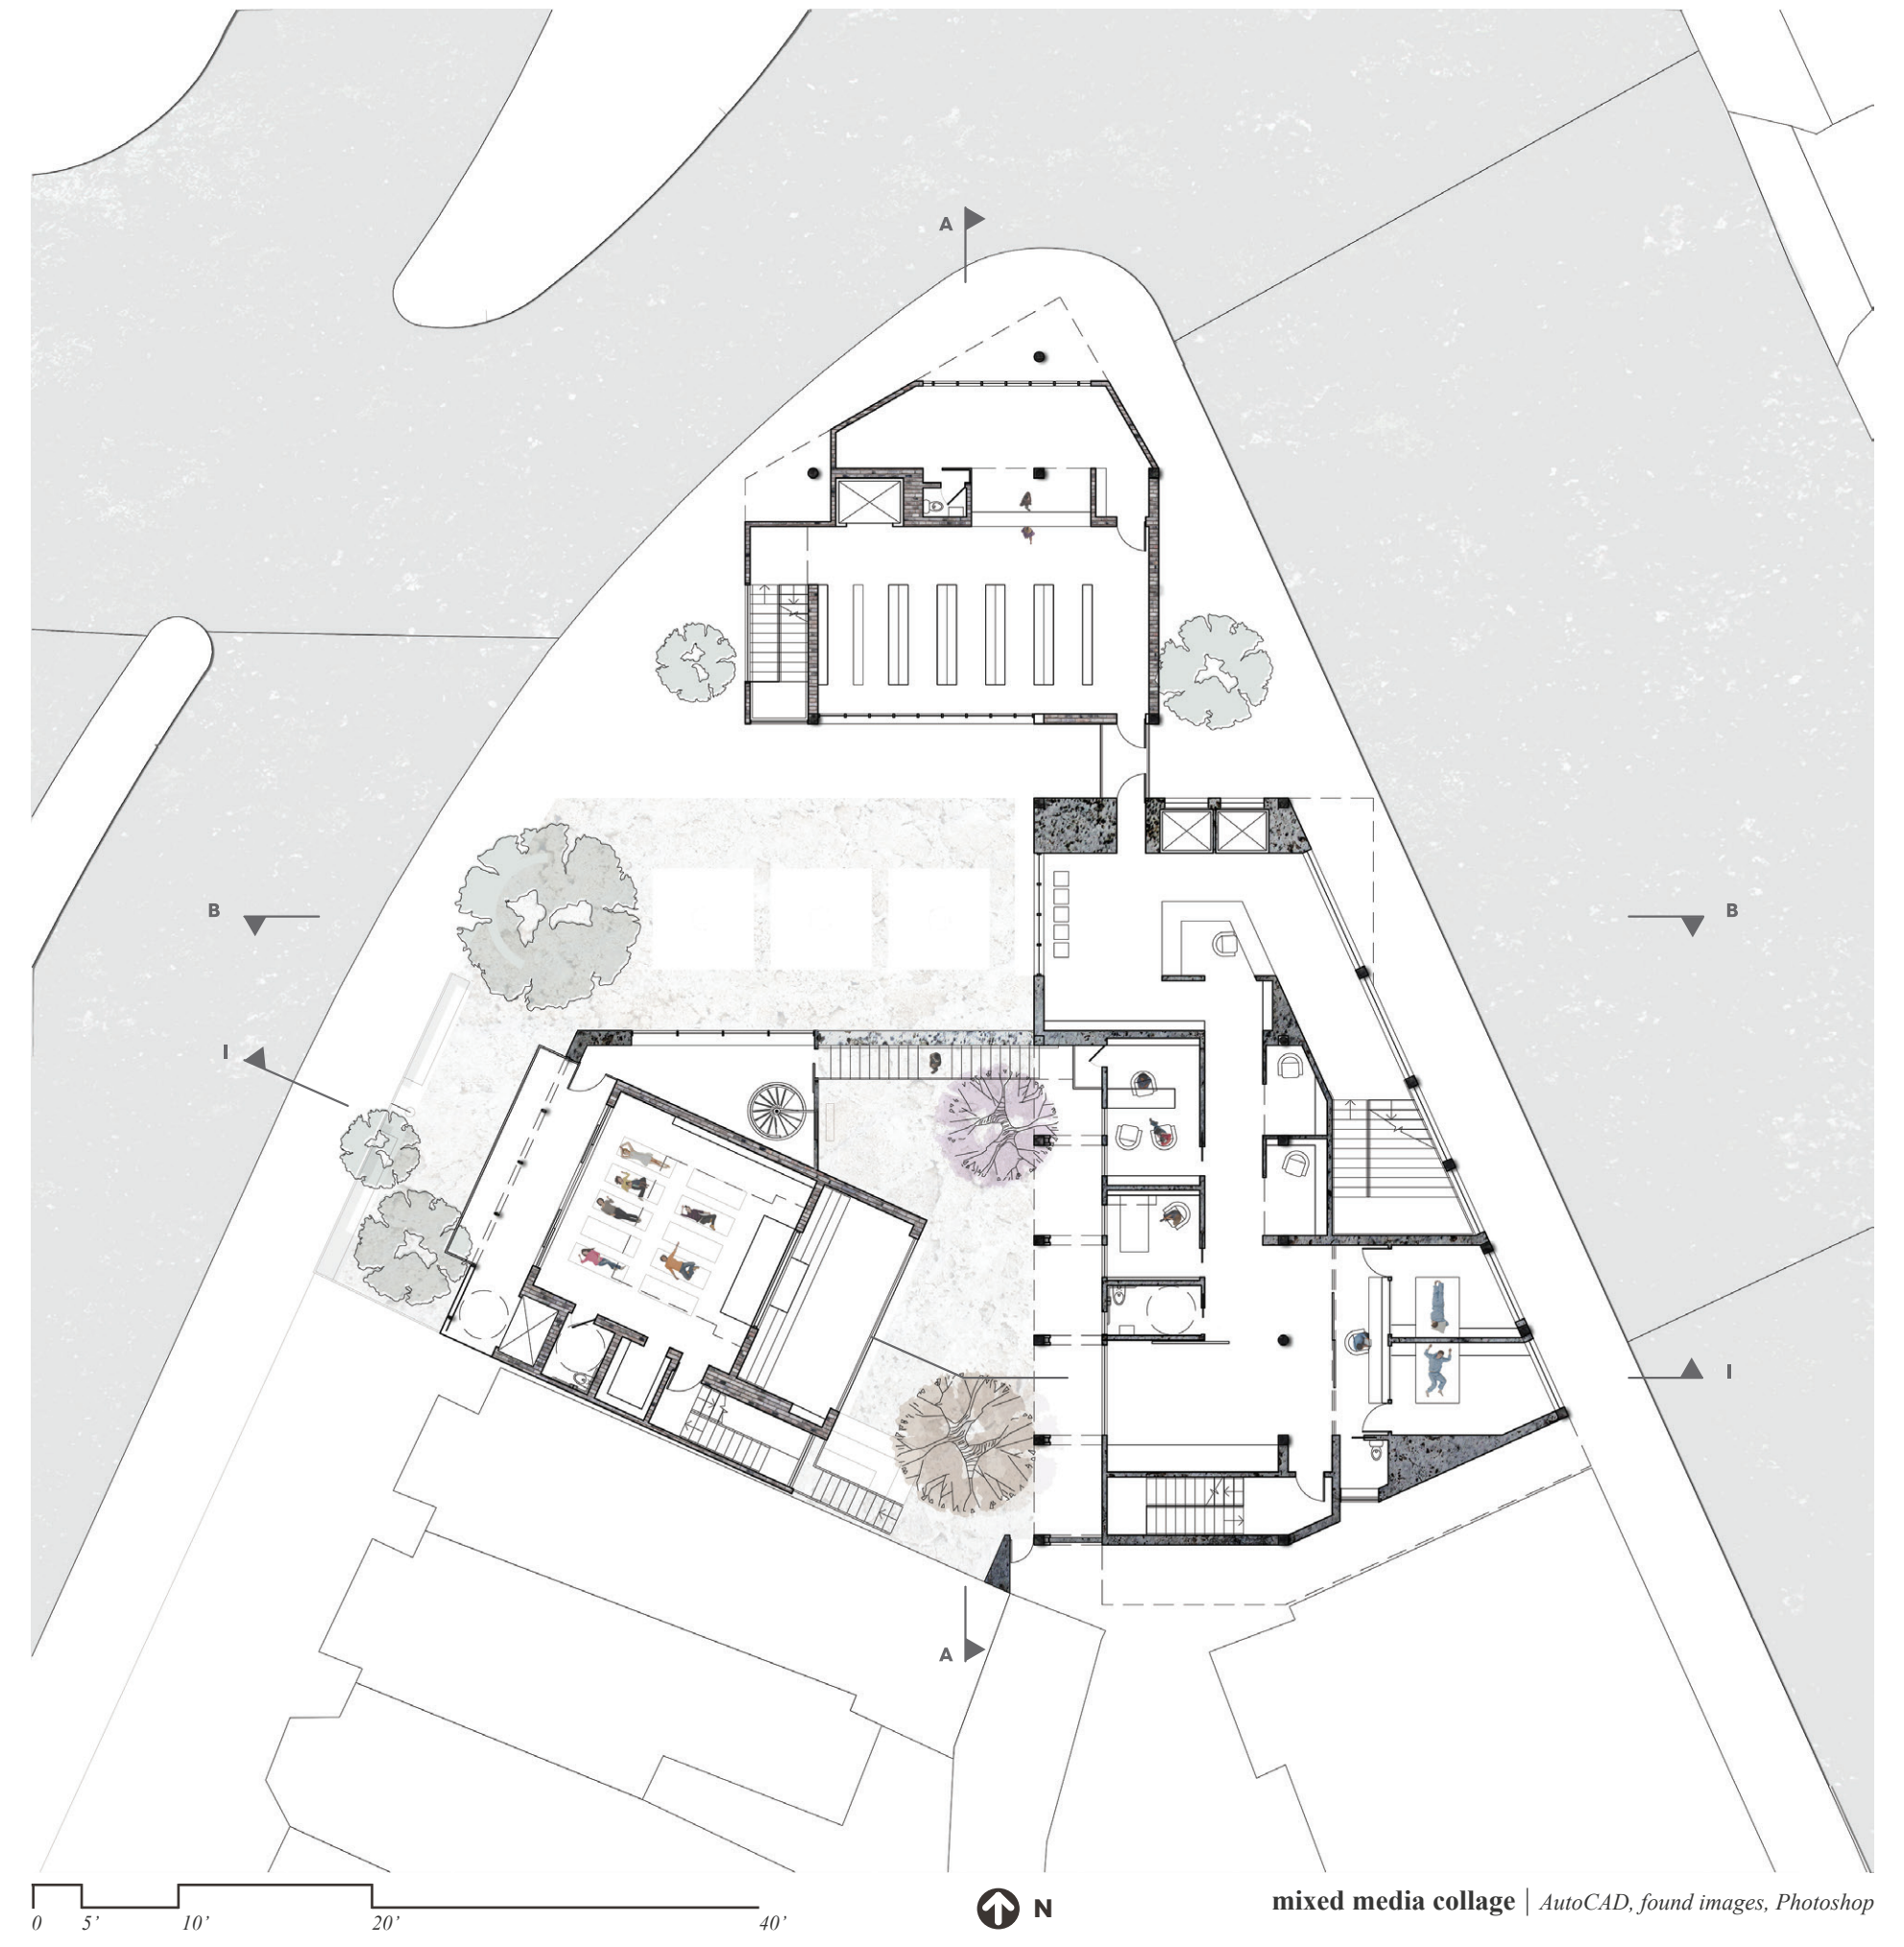 A
B
B
I
I
A
0 5’ 10’ 20’ 40’
N
mixed media collage | AutoCAD, found images, Photoshop